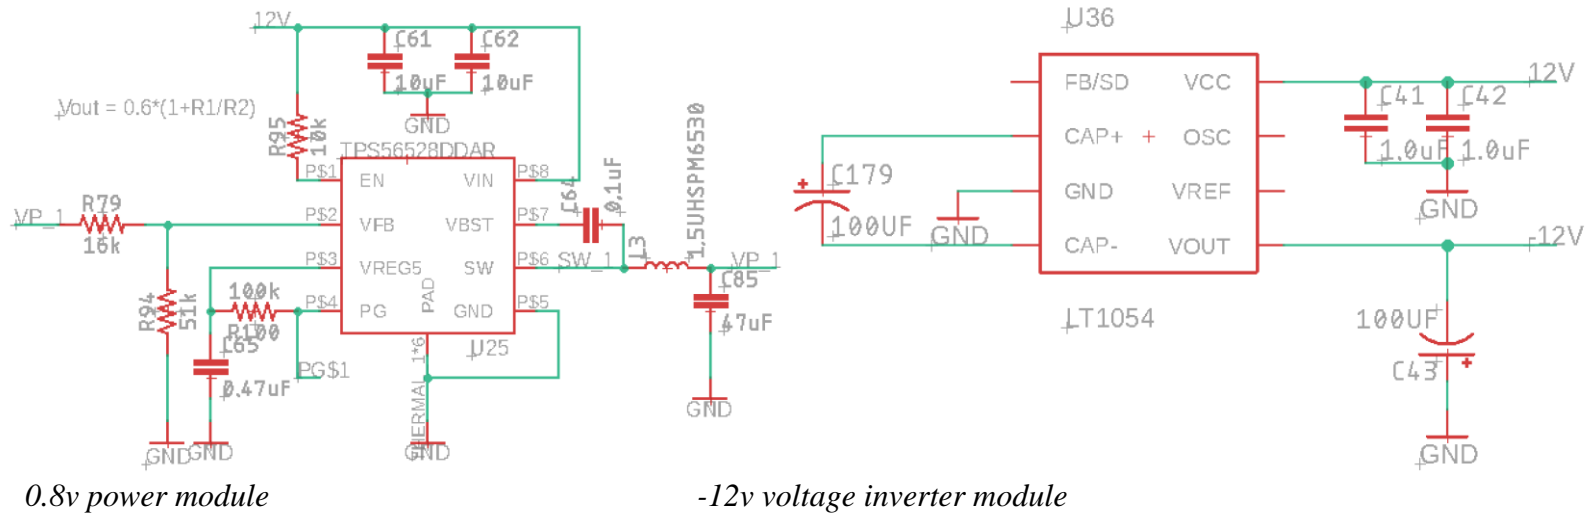 12V
C61
C62
10uF
10uF
Vout = 0.6*(1+R1/R2)
R95
10k
GND
TPS56528DDAR
P$1
EN
VIN
P$8
C64
0.1uF
1.5UHSPM6530
VP_1
R79
16k
P$2
VFB
VBST
P$7
L3
P$3
VREG5
SW
P$6
SW_1
VP_1
C85
47uF
R94
51k
100k
R100
P$4
PG
PAD
GND
P$5
U25
C65
0.47uF
PG$1
THERMAL_1*6
GND
GND
GND
GND
0.8v power module
U36
FB/SD
VCC
12V
C41
C42
1.0uF
1.0uF
CAP+
OSC
C179
100UF
GND
GND
VREF
GND
CAP-
VOUT
-12V
LT1054
100UF
C43
GND
-12v voltage inverter module